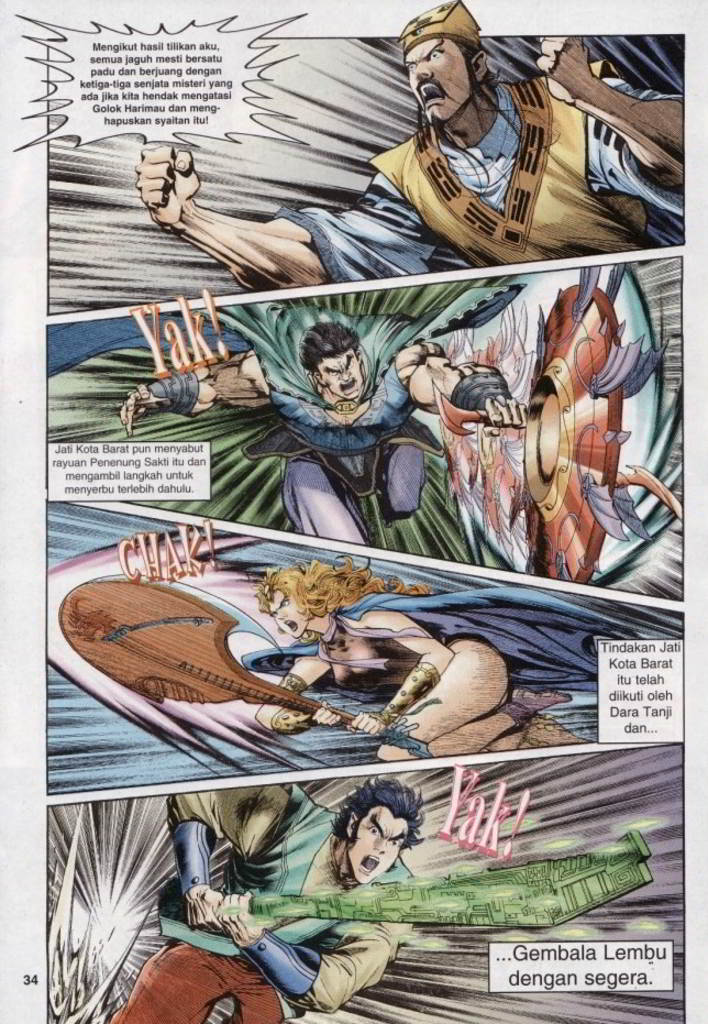 Mengikut hasil tilikan aku,
semua jaguh mesti bersatu
padu dan berjuang dengan
ketiga-tiga senjata misteri yang
ada jika kita hendak mengatasi
Golok Harimau dan meng-
hapuskan syaitan itu!
Yak!
Jati Kota Barat pun menyabut
rayuan Penenung Sakti itu dan
mengambil langkah untuk
menyerbu terlebih dahulu.
CHAK!
Tindakan Jati
Kota Barat
itu telah
diikuti oleh
Dara Tanji
dan...
Yak!
...Gembala Lembu
dengan segera.
34